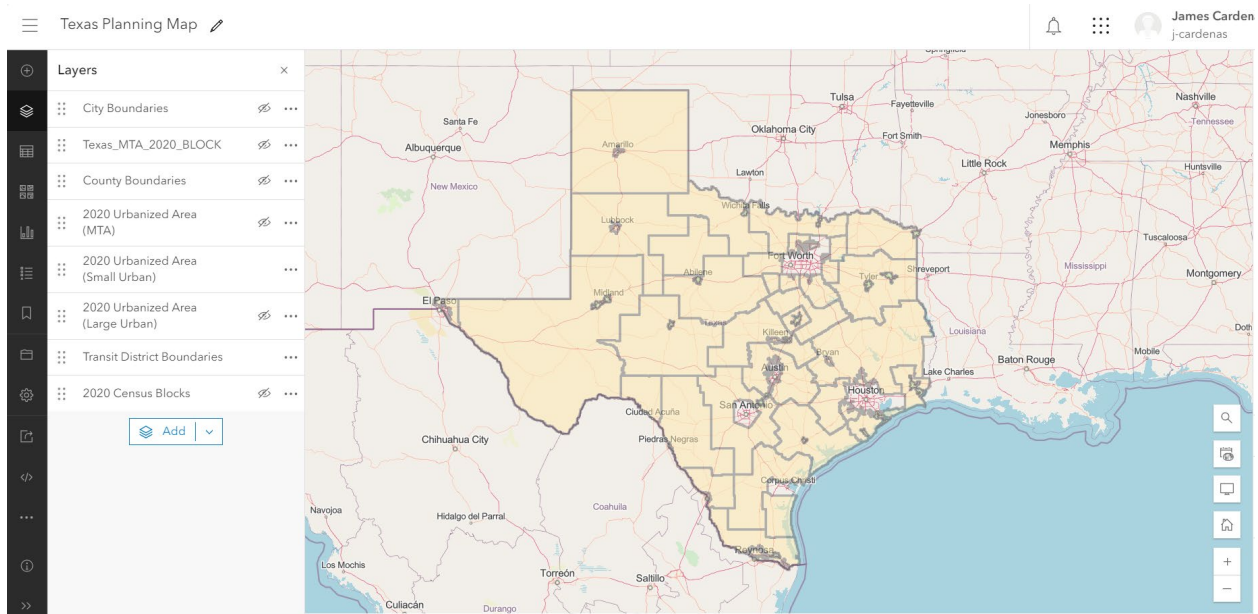 Texas Planning Map
James Carden
j-cardenas
Layers
City Boundaries
Texas_MTA_2020_BLOCK
County Boundaries
2020 Urbanized Area
(MTA)
2020 Urbanized Area
(Small Urban)
2020 Urbanized Area
(Large Urban)
Transit District Boundaries
2020 Census Blocks
Add
Springfield
Tulsa
Fayetteville
Nashville
Jonesboro
Tennessee
Santa Fe
Oklahoma City
Fort Smith
Memphis
Albuquerque
Amarillo
Little Rock
Huntsville
Lawton
New Mexico
Wichita Falls
Lubbock
Tuscaloosa
Fort Worth
Mississippi
Abilene
Tyler
Shreveport
Montgomery
Midland
El Paso
Texas
Killeen
Louisiana
Doth
Bryan
Mobile
Baton Rouge
Austin
Lake Charles
Houston
San Antonio
Ciudad Acuña
Chihuahua City
Piedras Negras
Corpus Christi
Coahuila
Navojoa
Hidalgo del Parral
Reynosa
Los Mochis
Torreón
Saltillo
Culiacán
Durango